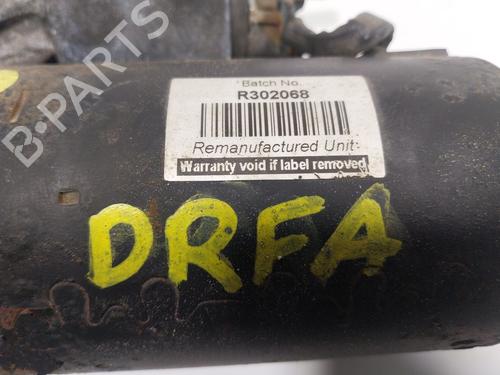 B-PARTS
Batch No.
R302068
Remanufactured Unit
Warranty void if label removed
DRFA